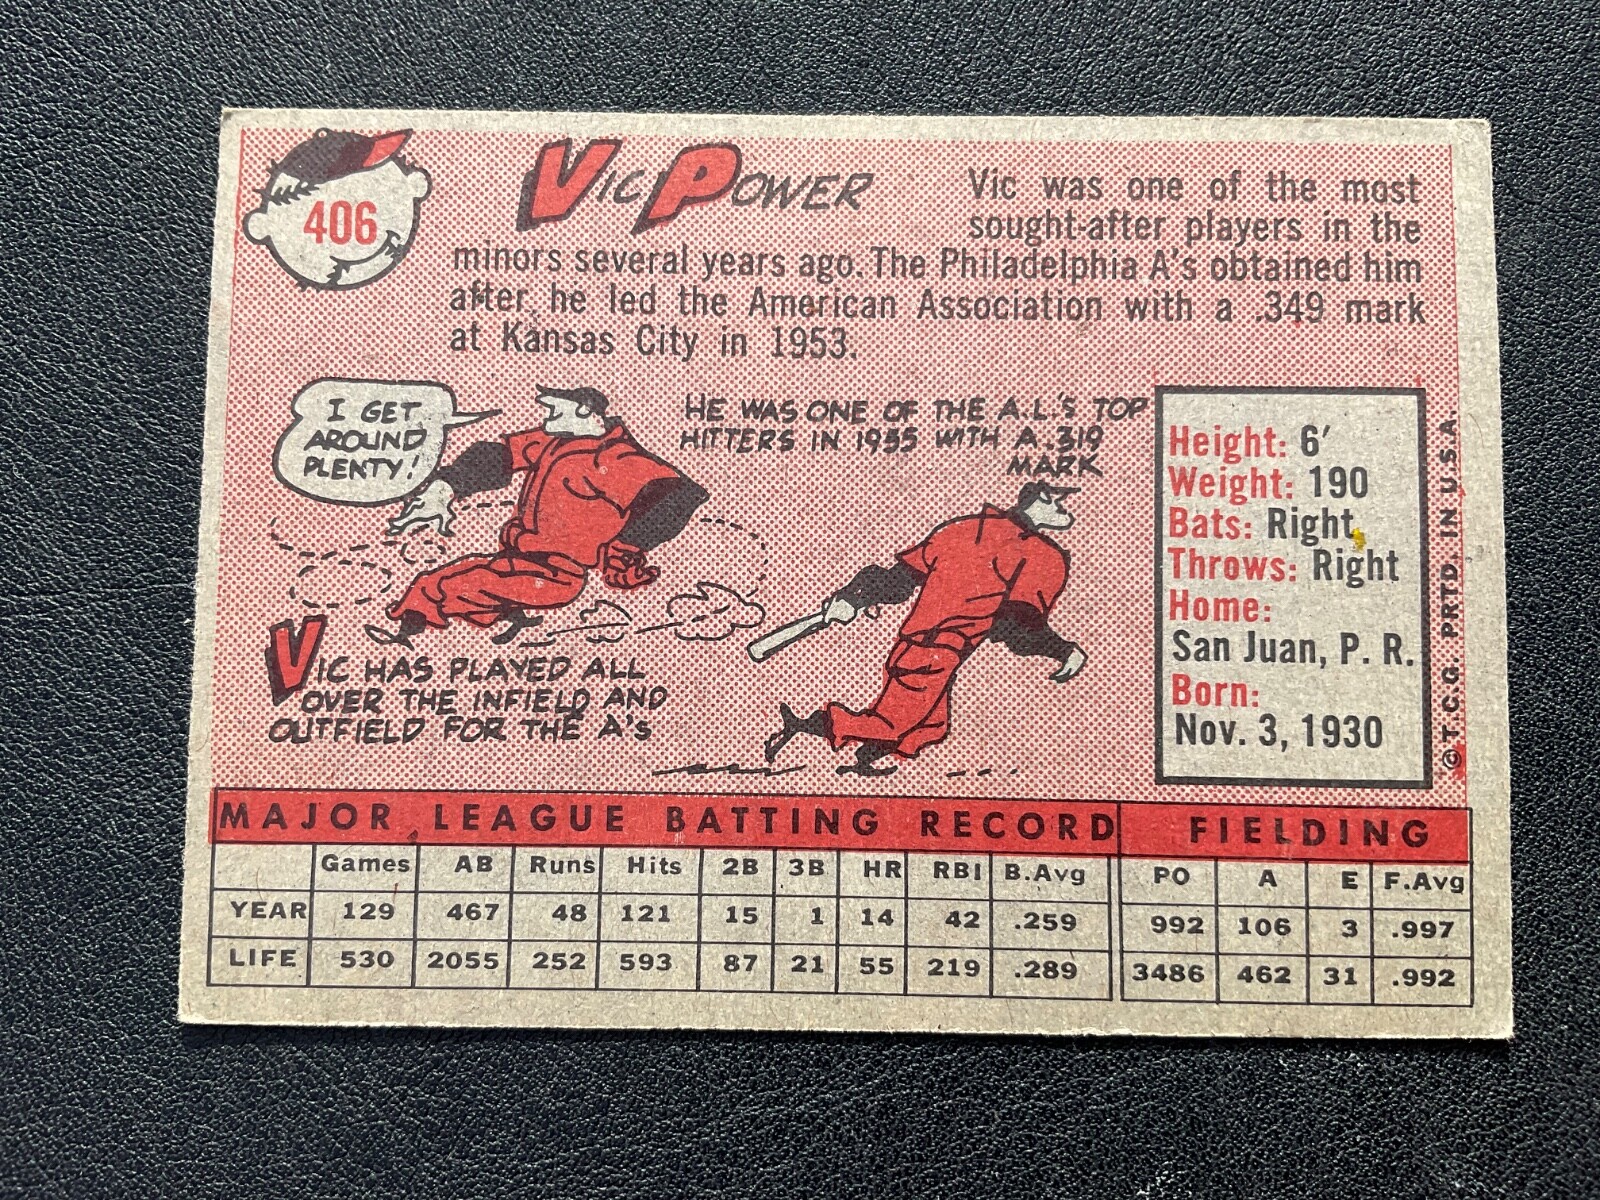 406
Vic Power
Vic was one of the most
sought-after players in the
minors several years ago. The Philadelphia A's obtained him
after he led the American Association with a .349 mark
at Kansas City in 1953.
I GET
AROUND
PLENTY!
HE WAS ONE OF THE A.L.'S TOP
HITTERS IN 1955 WITH A .319
MARK
VIC HAS PLAYED ALL
OVER THE INFIELD AND
OUTFIELD FOR THE A's
Height: 6'
Weight: 190
Bats: Right
Throws: Right
Home:
San Juan, P. R.
Born:
Nov. 3, 1930
© T.C.G. PRTD. IN U.S.A.
MAJOR LEAGUE BATTING RECORD FIELDING
Games AB Runs Hits 2B 3B HR RBI B.Avg PO A E F.Avg
YEAR 129 467 48 121 15 1 14 42 .259 992 106 3 .997
LIFE 530 2055 252 593 87 21 55 219 .289 3486 462 31 .992